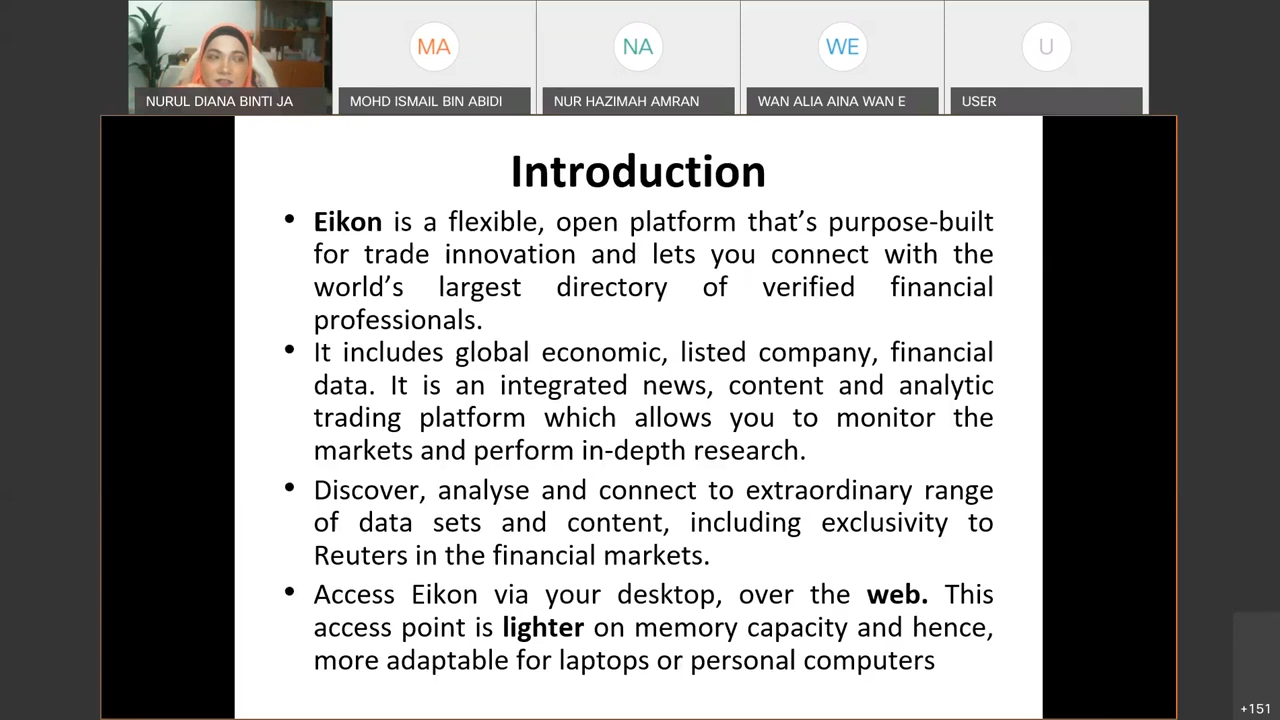 MA
NA
WE
U
NURUL DIANA BINTI JA
MOHD ISMAIL BIN ABIDI
NUR HAZIMAH AMRAN
WAN ALIA AINA WAN E
USER
Introduction
• Eikon is a flexible, open platform that’s purpose-built
for trade innovation and lets you connect with the
world’s largest directory of verified financial
professionals.
• It includes global economic, listed company, financial
data. It is an integrated news, content and analytic
trading platform which allows you to monitor the
markets and perform in-depth research.
• Discover, analyse and connect to extraordinary range
of data sets and content, including exclusivity to
Reuters in the financial markets.
• Access Eikon via your desktop, over the web. This
access point is lighter on memory capacity and hence,
more adaptable for laptops or personal computers
+151